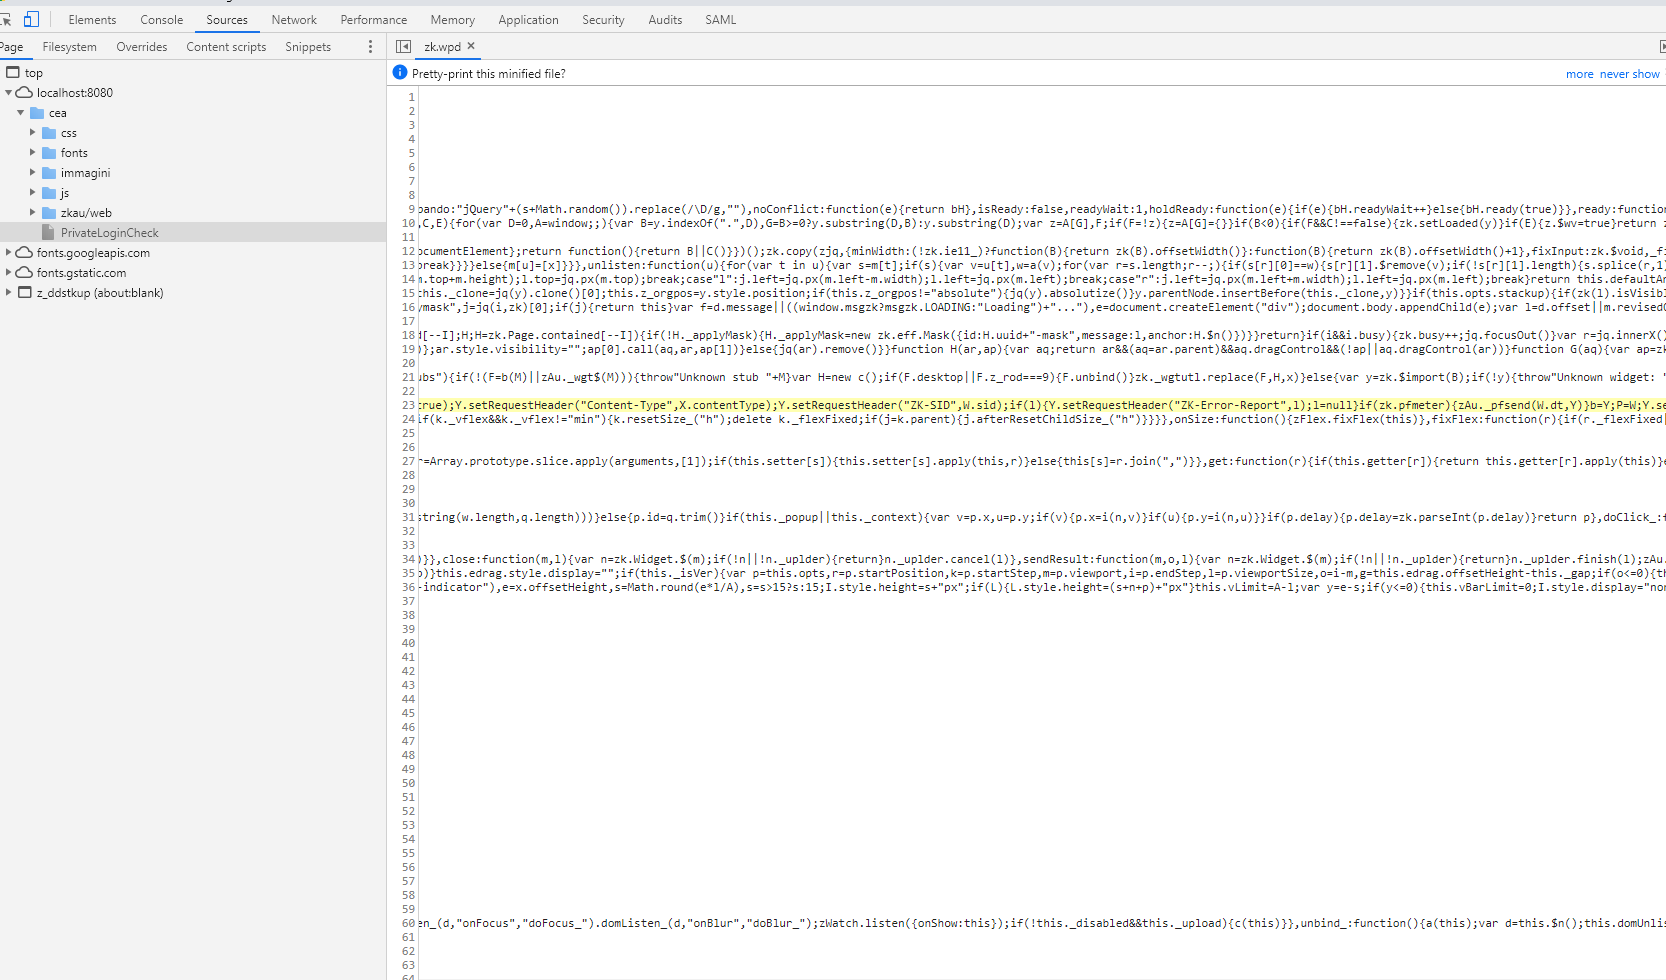 Elements Console Sources Network Performance Memory Application Security Audits SAML
Page Filesystem Overrides Content scripts Snippets
zk.wpd ×
top
localhost:8080
cea
css
fonts
immagini
js
zkau/web
PrivateLoginCheck
fonts.googleapis.com
fonts.gstatic.com
z_ddstkup (about:blank)
Pretty-print this minified file?
more never show
1
2
3
4
5
6
7
8
9 pando:"jQuery"+(s+Math.random()).replace(/\D/g,""),noConflict:function(e){return bH},isReady:false,readyWait:1,holdReady:function(e){if(e){bH.readyWait++}else{bH.ready(true)}},ready:function
10 ,C,E){for(var D=0,A=window;;){var B=y.indexOf(".",D),G=B>=0?y.substring(D,B):y.substring(D);var z=A[G],F;if(F=!z){z=A[G]={}}if(B<0){if(F&&C!==false){zk.setLoaded(y)}if(E){z.$wv=true}return z
11
12 ocumentElement};return function(){return B||C()}})();zk.copy(zjq,{minWidth:(!zk.ie11_)?function(B){return zk(B).offsetWidth()}:function(B){return zk(B).offsetWidth()+1},fixInput:zk.$void,_fi
13 break}}}}else{m[u]=[x]}}},unlisten:function(u){for(var t in u){var s=m[t];if(s){var v=u[t],w=a(v);for(var r=s.length;r--;){if(s[r][0]==w){s[r][1].$remove(v);if(!s[r][1].length){s.splice(r,1
14 m.top+m.height);l.top=jq.px(m.top);break;case"l":j.left=jq.px(m.left-m.width);l.left=jq.px(m.left);break;case"r":j.left=jq.px(m.left+m.width);l.left=jq.px(m.left);break}return this.defaultAn
15 this._clone=jq(y).clone()[0];this.z_orgpos=y.style.position;if(this.z_orgpos!="absolute"){jq(y).absolutize()}y.parentNode.insertBefore(this._clone,y)}}if(this.opts.stackup){if(zk(l).isVisibl
16 /mask",j=jq(i,zk)[0];if(j){return this}var f=d.message||((window.msgzk?msgzk.LOADING:"Loading")+"..."),e=document.createElement("div");document.body.appendChild(e);var l=d.offset||m.revisedO
17
18 d[--I];H;H=zk.Page.contained[--I]){if(!H._applyMask){H._applyMask=new zk.eff.Mask({id:H.uuid+"-mask",message:l,anchor:H.$n()})}}return}if(i&&i.busy){zk.busy++;jq.focusOut()}var r=jq.innerX()
19 )};ar.style.visibility="";ap[0].call(aq,ar,ap[1])}else{jq(ar).remove()}}function H(ar,ap){var aq;return ar&&(aq=ar.parent)&&aq.dragControl&&(!ap||aq.dragControl(ar))}function G(aq){var ap=zk
20
21 ubs"){if(!(F=b(M)||zAu._wgt$(M))){throw"Unknown stub "+M}var H=new c();if(F.desktop||F.z_rod===9){F.unbind()}zk._wgtutl.replace(F,H,x)}else{var y=zk.$import(B);if(!y){throw"Unknown widget: "
22
23 true);Y.setRequestHeader("Content-Type",X.contentType);Y.setRequestHeader("ZK-SID",W.sid);if(l){Y.setRequestHeader("ZK-Error-Report",l);l=null}if(zk.pfmeter){zAu._pfsend(W.dt,Y)}b=Y;P=W;Y.se
24 if(k._vflex&&k._vflex!="min"){k.resetSize_("h");delete k._flexFixed;if(j=k.parent){j.afterResetChildSize_("h")}}}},onSize:function(){zFlex.fixFlex(this)},fixFlex:function(r){if(r._flexFixed|
25
26
27 r=Array.prototype.slice.apply(arguments,[1]);if(this.setter[s]){this.setter[s].apply(this,r)}else{this[s]=r.join(",")}},get:function(r){if(this.getter[r]){return this.getter[r].apply(this)}e
28
29
30
31 string(w.length,q.length)))}else{p.id=q.trim()}if(this._popup||this._context){var v=p.x,u=p.y;if(v){p.x=i(n,v)}if(u){p.y=i(n,u)}}if(p.delay){p.delay=zk.parseInt(p.delay)}return p},doClick_:f
32
33
34 )}},close:function(m,l){var n=zk.Widget.$(m);if(!n||!n._uplder){return}n._uplder.cancel(l)},sendResult:function(m,o,l){var n=zk.Widget.$(m);if(!n||!n._uplder){return}n._uplder.finish(l);zAu.
35 o)}this.edrag.style.display="";if(this._isVer){var p=this.opts,r=p.startPosition,k=p.startStep,m=p.viewport,i=p.endStep,l=p.viewportSize,o=i-m,g=this.edrag.offsetHeight-this._gap;if(o<=0){th
36 -indicator"),e=x.offsetHeight,s=Math.round(e*l/A),s=s>15?s:15;I.style.height=s+"px";if(L){L.style.height=(s+n+p)+"px"}this.vLimit=A-l;var y=e-s;if(y<=0){this.vBarLimit=0;I.style.display="non
37
38
39
40
41
42
43
44
45
46
47
48
49
50
51
52
53
54
55
56
57
58
59
60 en_(d,"onFocus","doFocus_").domListen_(d,"onBlur","doBlur_");zWatch.listen({onShow:this});if(!this._disabled&&this._upload){c(this)}},unbind_:function(){a(this);var d=this.$n();this.domUnlis
61
62
63
64